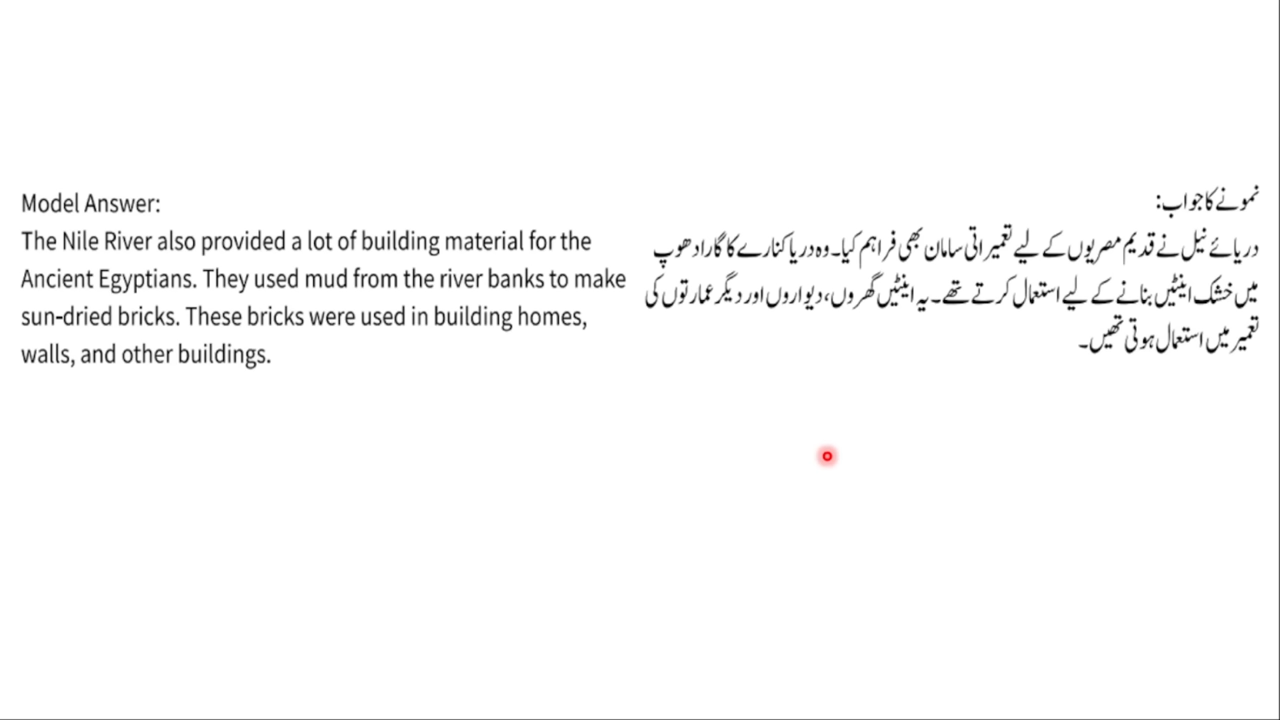 Model Answer:
The Nile River also provided a lot of building material for the
Ancient Egyptians. They used mud from the river banks to make
sun-dried bricks. These bricks were used in building homes,
walls, and other buildings.
نمونے کا جواب:
دریائے نیل نے قدیم مصریوں کے لیے تعمیراتی سامان بھی فراہم کیا۔ وہ دریا کنارے کا گارا دھوپ
میں خشک اینٹیں بنانے کے لیے استعمال کرتے تھے۔ یہ اینٹیں گھروں، دیواروں اور دیگر عمارتوں کی
تعمیر میں استعمال ہوتی تھیں۔